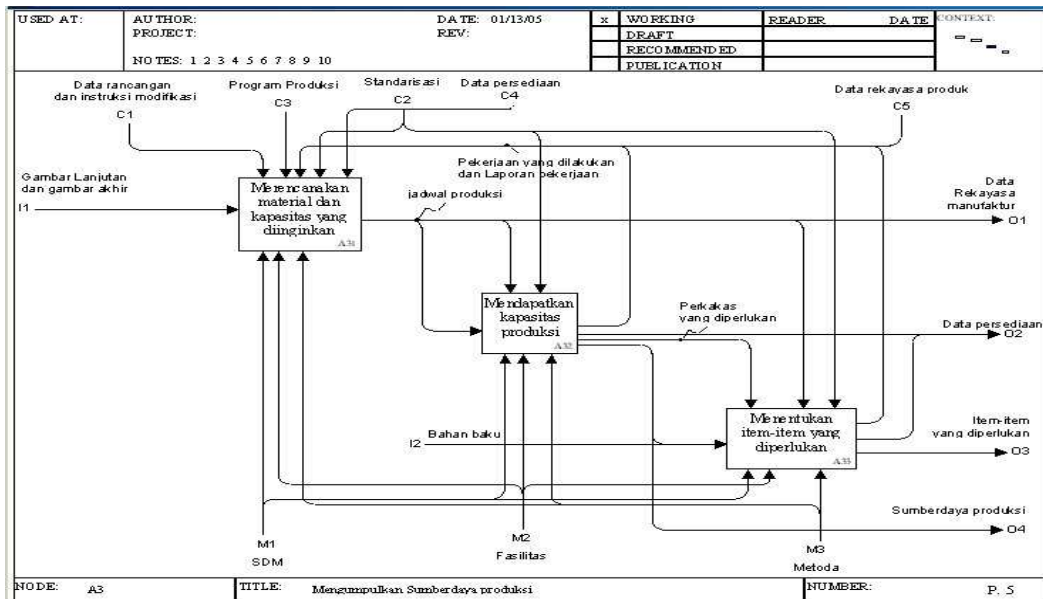 USED AT:
AUTHOR:
DATE: 01/13/05
x
WORKING
READER
DATE
CONTEXT:
PROJECT:
REV:
DRAFT
RECOMMENDED
NOTES: 1 2 3 4 5 6 7 8 9 10
PUBLICATION
Data rancangan
dan instruksi modifikasi
C1
Program Produksi
C3
Standarisasi
C2
Data persediaan
C4
Data rekayasa produk
C5
Pekerjaan yang dilakukan
dan Laporan pekerjaan
Gambar Lanjutan
dan gambar akhir
I1
Merencanakan
material dan
kapasitas yang
diinginkan
A31
jadwal produksi
Data
Rekayasa
manufaktur
O1
Mendapatkan
kapasitas
produksi
A32
Perkakas
yang diperlukan
Data persediaan
O2
Bahan baku
I2
Menentukan
item-item yang
diperlukan
A33
Item-item
yang diperlukan
O3
Sumberdaya produksi
O4
M1
SDM
M2
Fasilitas
M3
Metoda
NODE:
A3
TITLE:
Mengumpulkan Sumberdaya produksi
NUMBER:
P. 5